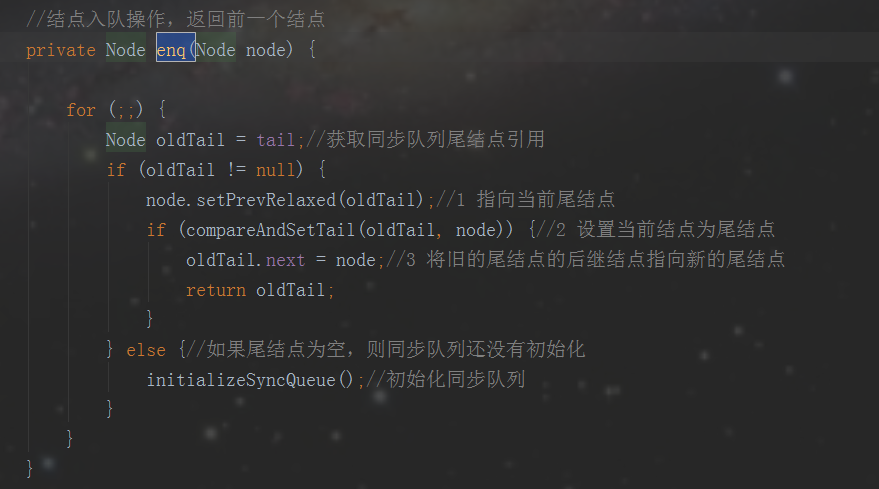 //结点入队操作，返回前一个结点
private Node enq(Node node) {
for (;;) {
Node oldTail = tail;//获取同步队列尾结点引用
if (oldTail != null) {
node.setPrevRelaxed(oldTail);//1 指向当前尾结点
if (compareAndSetTail(oldTail, node)) {//2 设置当前结点为尾结点
oldTail.next = node;//3 将旧的尾结点的后继结点指向新的尾结点
return oldTail;
}
} else {//如果尾结点为空，则同步队列还没有初始化
initializeSyncQueue();//初始化同步队列
}
}
}